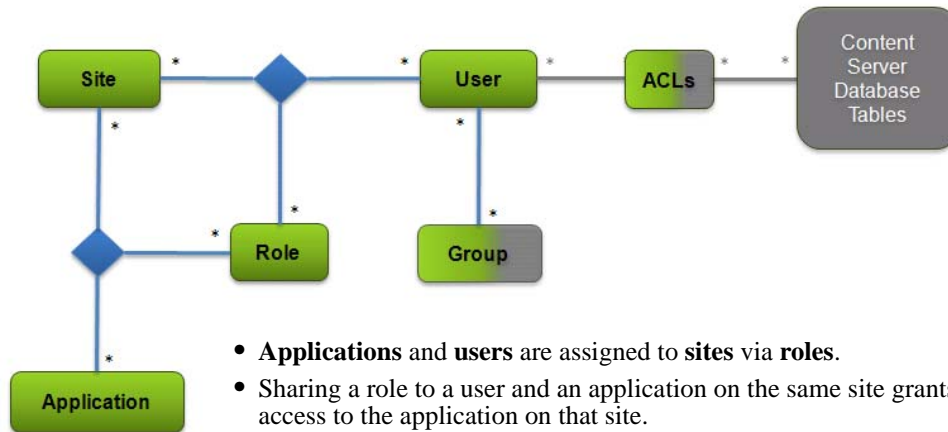 Site
*
*
User
*
ACLs
*
*
Content
Server
Database
Tables
*
*
*
*
Role
*
Group
*
Application
• Applications and users are assigned to sites via roles.
• Sharing a role to a user and an application on the same site grants
access to the application on that site.